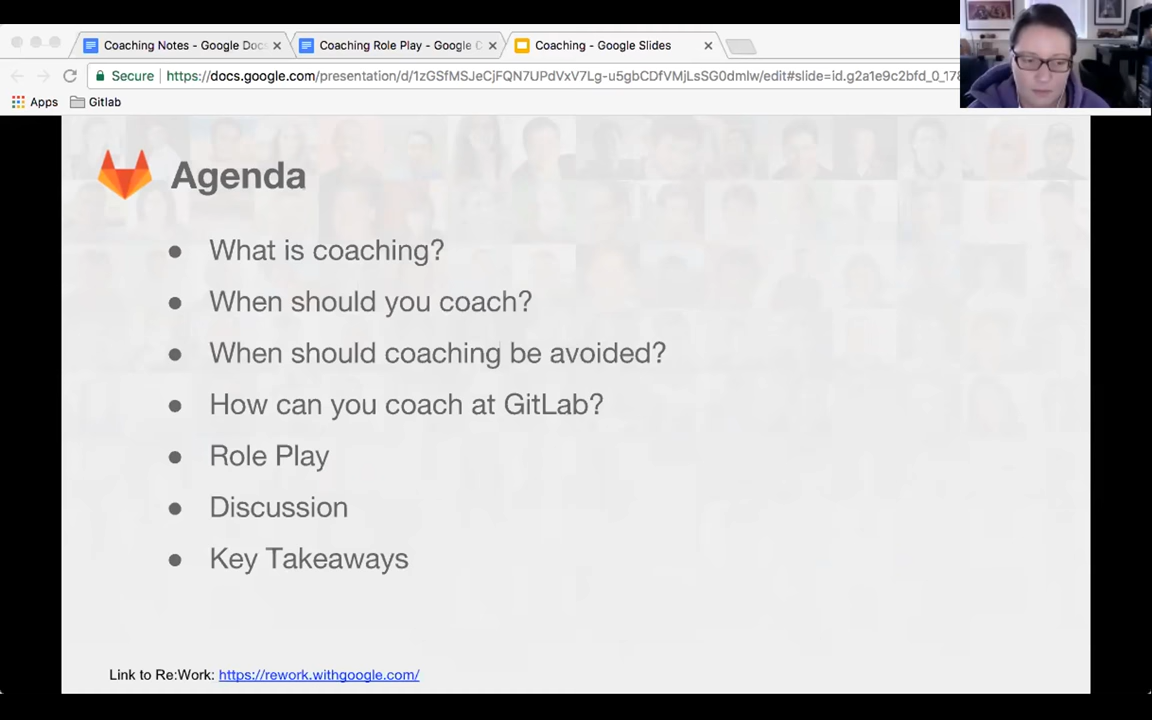 Coaching Notes - Google Docs
Coaching Role Play - Google D
Coaching - Google Slides
Secure
https://docs.google.com/presentation/d/1zGSfMSJeCjFQN7UPdVxV7Lg-u5gbCDfVMjLsSG0dmlw/edit#slide=id.g2a1e9c2bfd_0_178
Apps
Gitlab
Agenda
● What is coaching?
● When should you coach?
● When should coaching be avoided?
● How can you coach at GitLab?
● Role Play
● Discussion
● Key Takeaways
Link to Re:Work: https://rework.withgoogle.com/